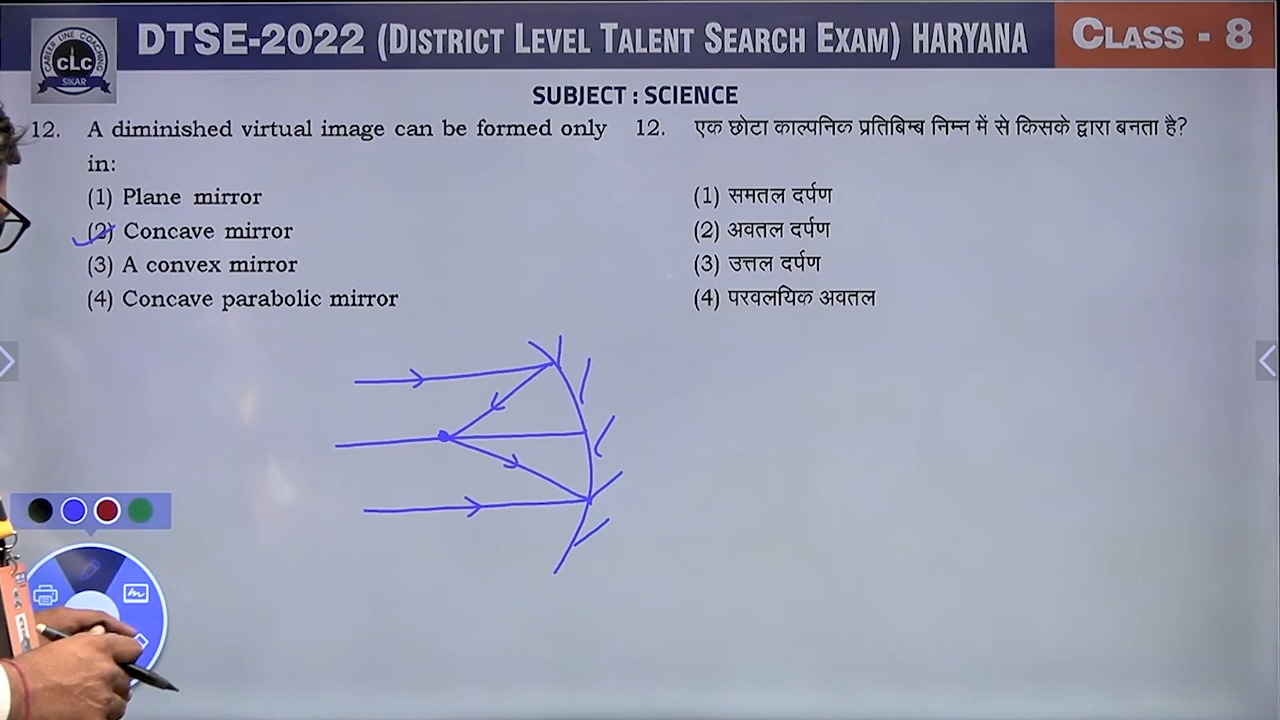 CAREER LINE COACHING
CLC
SIKAR
DTSE-2022 (DISTRICT LEVEL TALENT SEARCH EXAM) HARYANA
CLASS - 8
SUBJECT : SCIENCE
12. A diminished virtual image can be formed only
in:
(1) Plane mirror
(2) Concave mirror
(3) A convex mirror
(4) Concave parabolic mirror
12. एक छोटा काल्पनिक प्रतिबिम्ब निम्न में से किसके द्वारा बनता है?
(1) समतल दर्पण
(2) अवतल दर्पण
(3) उत्तल दर्पण
(4) परवलयिक अवतल